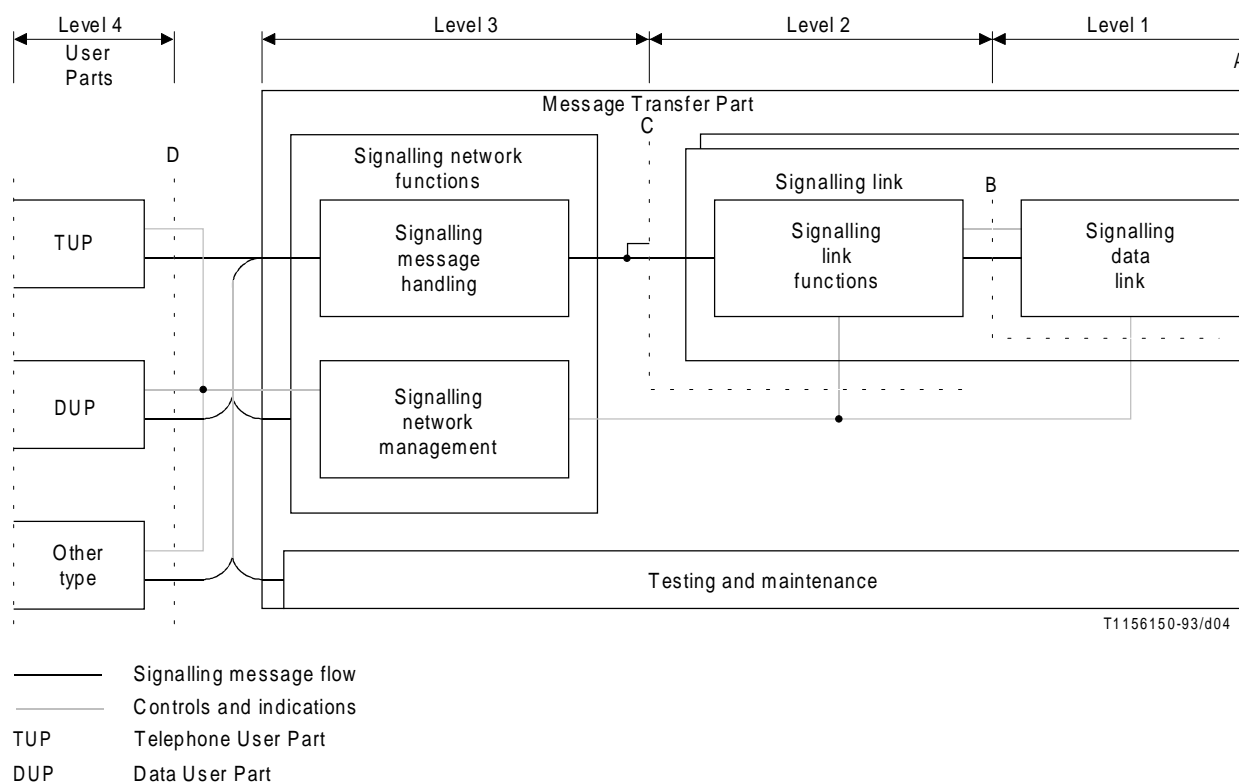 Level 4
Level 3
Level 2
Level 1
User
Parts
A
Message Transfer Part
C
D
Signalling network
functions
Signalling link
B
TUP
Signalling
message
handling
Signalling
link
functions
Signalling
data
link
DUP
Signalling
network
management
Other
type
Testing and maintenance
T1156150-93/d04
Signalling message flow
Controls and indications
TUP Telephone User Part
DUP Data User Part